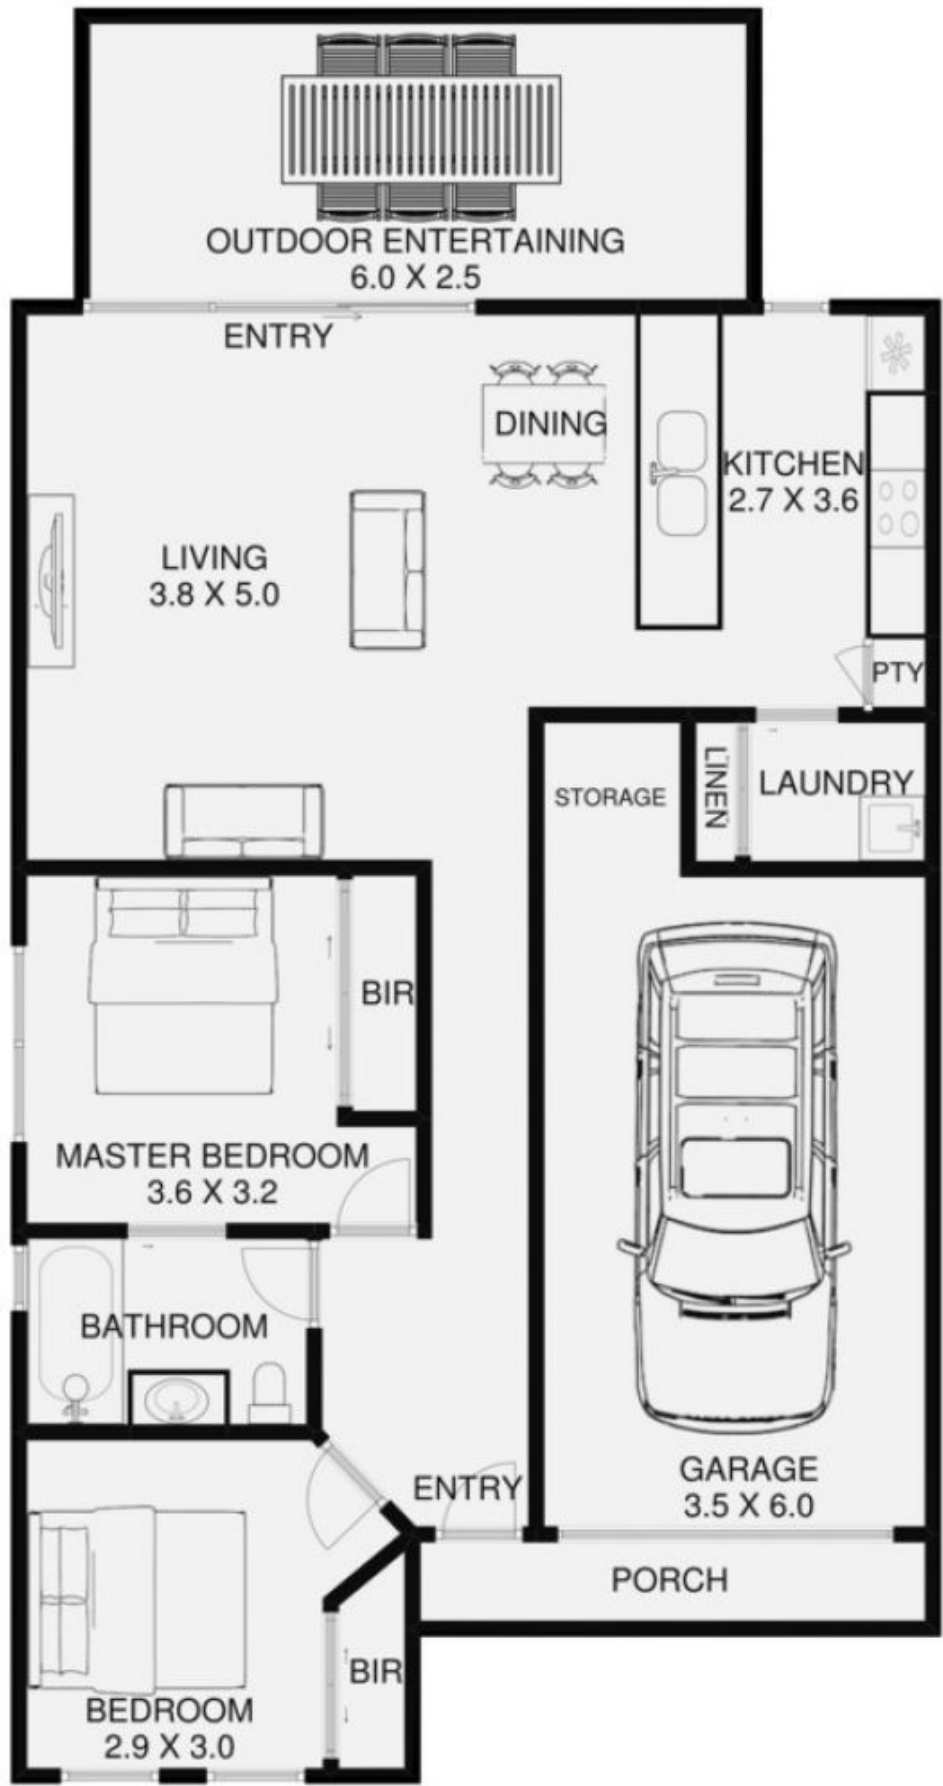 OUTDOOR ENTERTAINING
6.0 X 2.5
ENTRY
DINING
KITCHEN
2.7 X 3.6
LIVING
3.8 X 5.0
PTY
STORAGE
LINEN
LAUNDRY
BIR
MASTER BEDROOM
3.6 X 3.2
BATHROOM
GARAGE
3.5 X 6.0
ENTRY
PORCH
BIR
BEDROOM
2.9 X 3.0